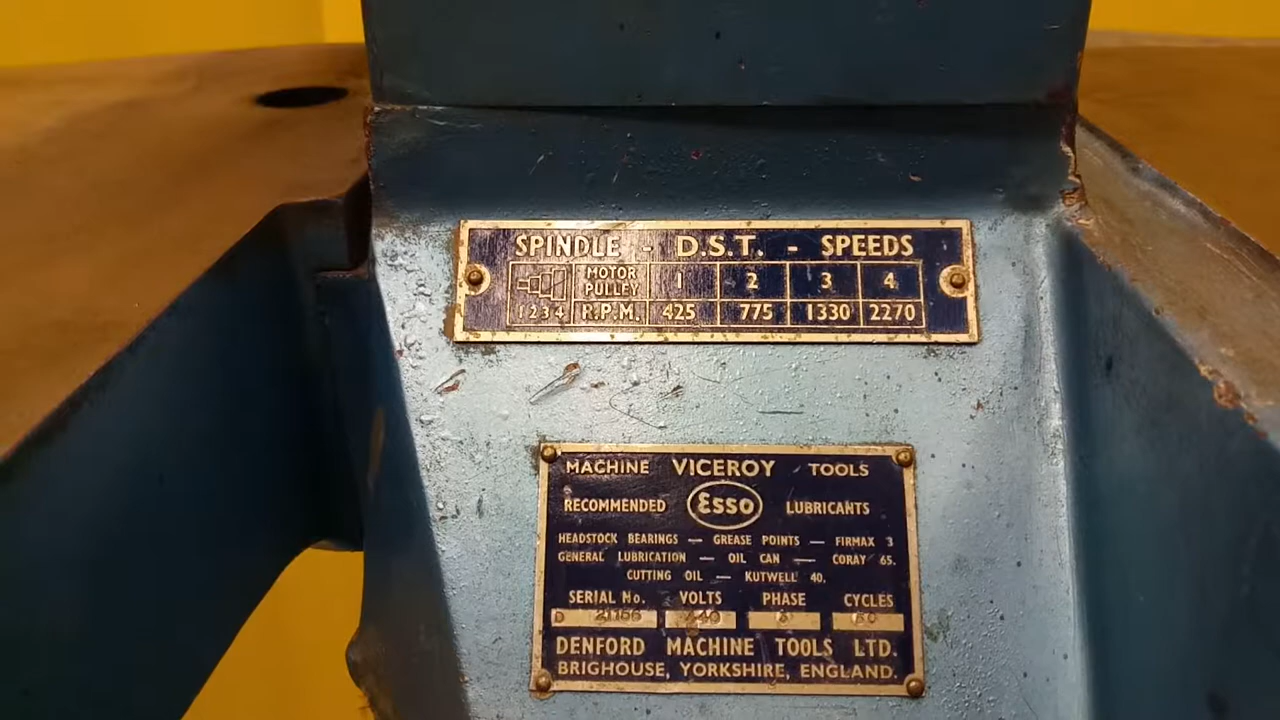 SPINDLE - D.S.T. - SPEEDS
MOTOR PULLEY 1 2 3 4
1 2 3 4 R.P.M. 425 775 1330 2270
MACHINE VICEROY TOOLS
RECOMMENDED Esso LUBRICANTS
HEADSTOCK BEARINGS — GREASE POINTS — FIRMAX 3
GENERAL LUBRICATION — OIL CAN — CORAY 65.
CUTTING OIL — KUTWELL 40.
SERIAL No. VOLTS PHASE CYCLES
D
DENFORD MACHINE TOOLS LTD.
BRIGHOUSE, YORKSHIRE, ENGLAND.